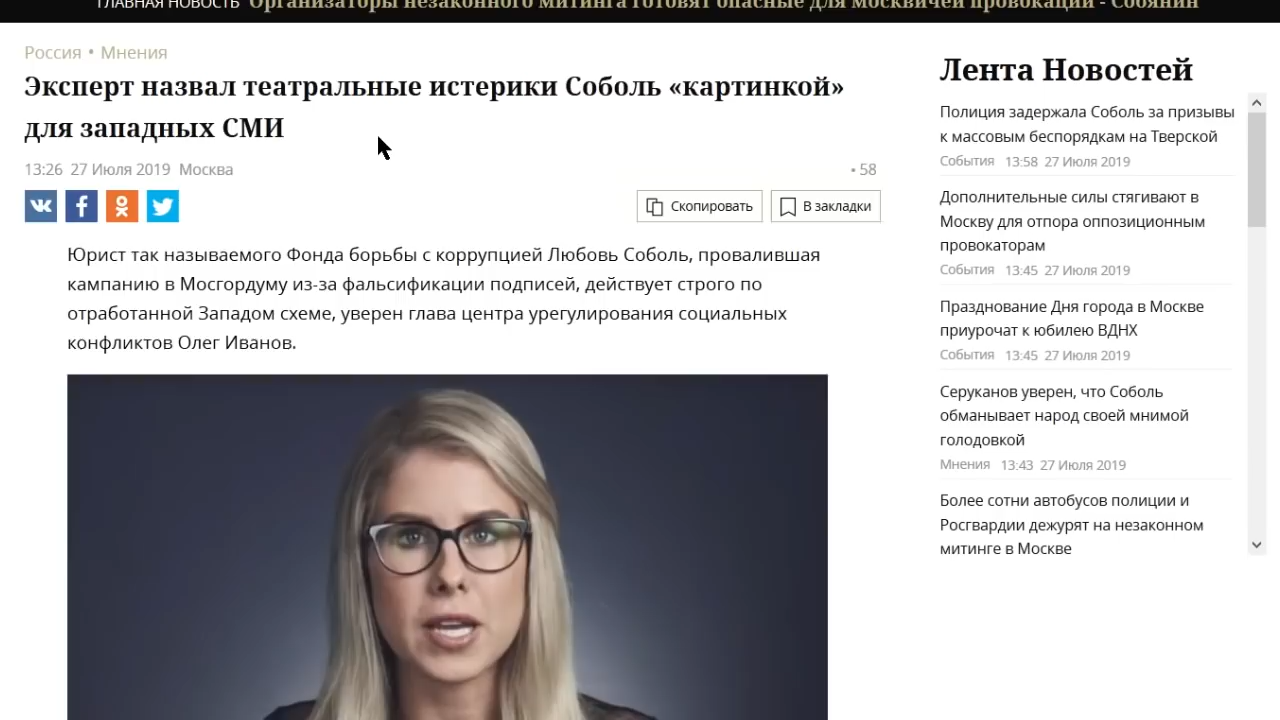 ГЛАВНАЯ НОВОСТЬ Организаторы незаконного митинга готовят опасные для москвичей провокации - Собянин
Россия • Мнения
Эксперт назвал театральные истерики Соболь «картинкой»
для западных СМИ
13:26 27 Июля 2019 Москва
• 58
Скопировать
В закладки
Юрист так называемого Фонда борьбы с коррупцией Любовь Соболь, провалившая
кампанию в Мосгордуму из-за фальсификации подписей, действует строго по
отработанной Западом схеме, уверен глава центра урегулирования социальных
конфликтов Олег Иванов.
Лента Новостей
Полиция задержала Соболь за призывы
к массовым беспорядкам на Тверской
События 13:58 27 Июля 2019
Дополнительные силы стягивают в
Москву для отпора оппозиционным
провокаторам
События 13:45 27 Июля 2019
Празднование Дня города в Москве
приурочат к юбилею ВДНХ
События 13:45 27 Июля 2019
Серуканов уверен, что Соболь
обманывает народ своей мнимой
голодовкой
Мнения 13:43 27 Июля 2019
Более сотни автобусов полиции и
Росгвардии дежурят на незаконном
митинге в Москве